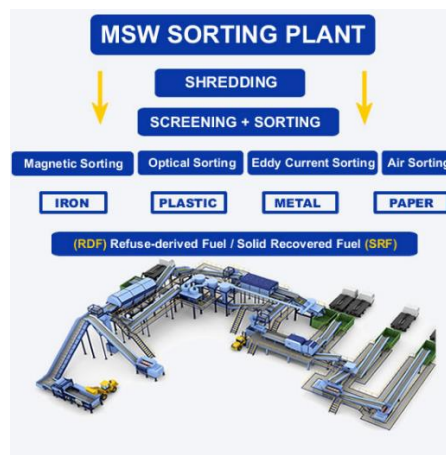 MSW SORTING PLANT
SHREDDING
SCREENING + SORTING
Magnetic Sorting
Optical Sorting
Eddy Current Sorting
Air Sorting
IRON
PLASTIC
METAL
PAPER
(RDF) Refuse-derived Fuel / Solid Recovered Fuel (SRF)